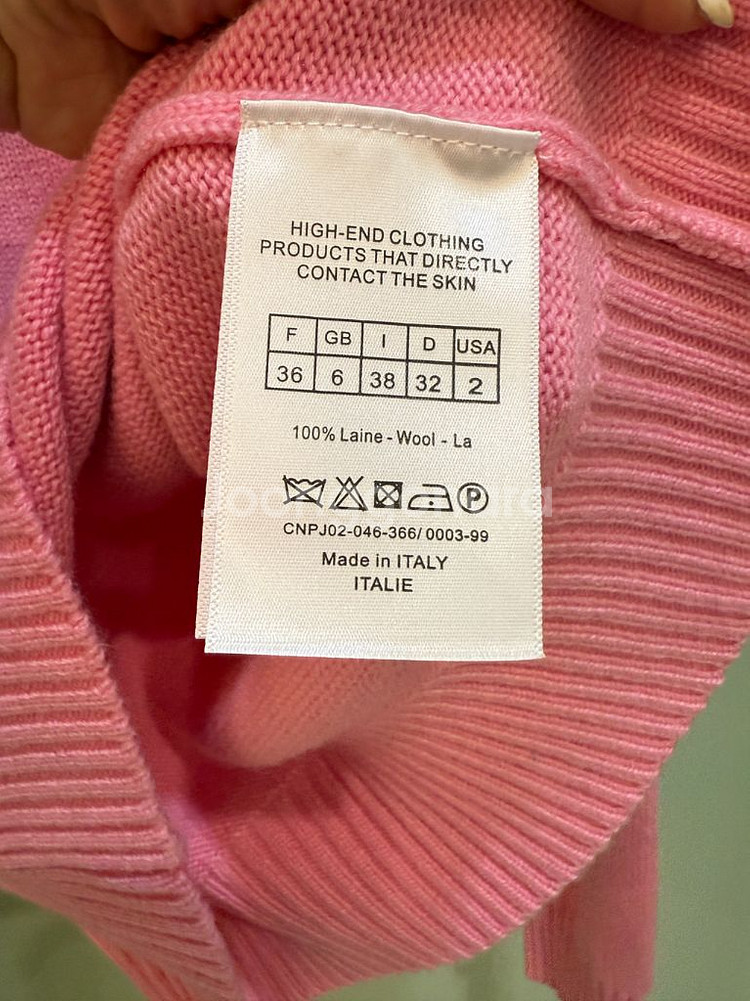 HIGH-END CLOTHING
PRODUCTS THAT DIRECTLY
CONTACT THE SKIN
F GB I D USA
36 6 38 32 2
100% Laine - Wool - La
P
CNPJ02-046-366/ 0003-99
Made in ITALY
ITALIE